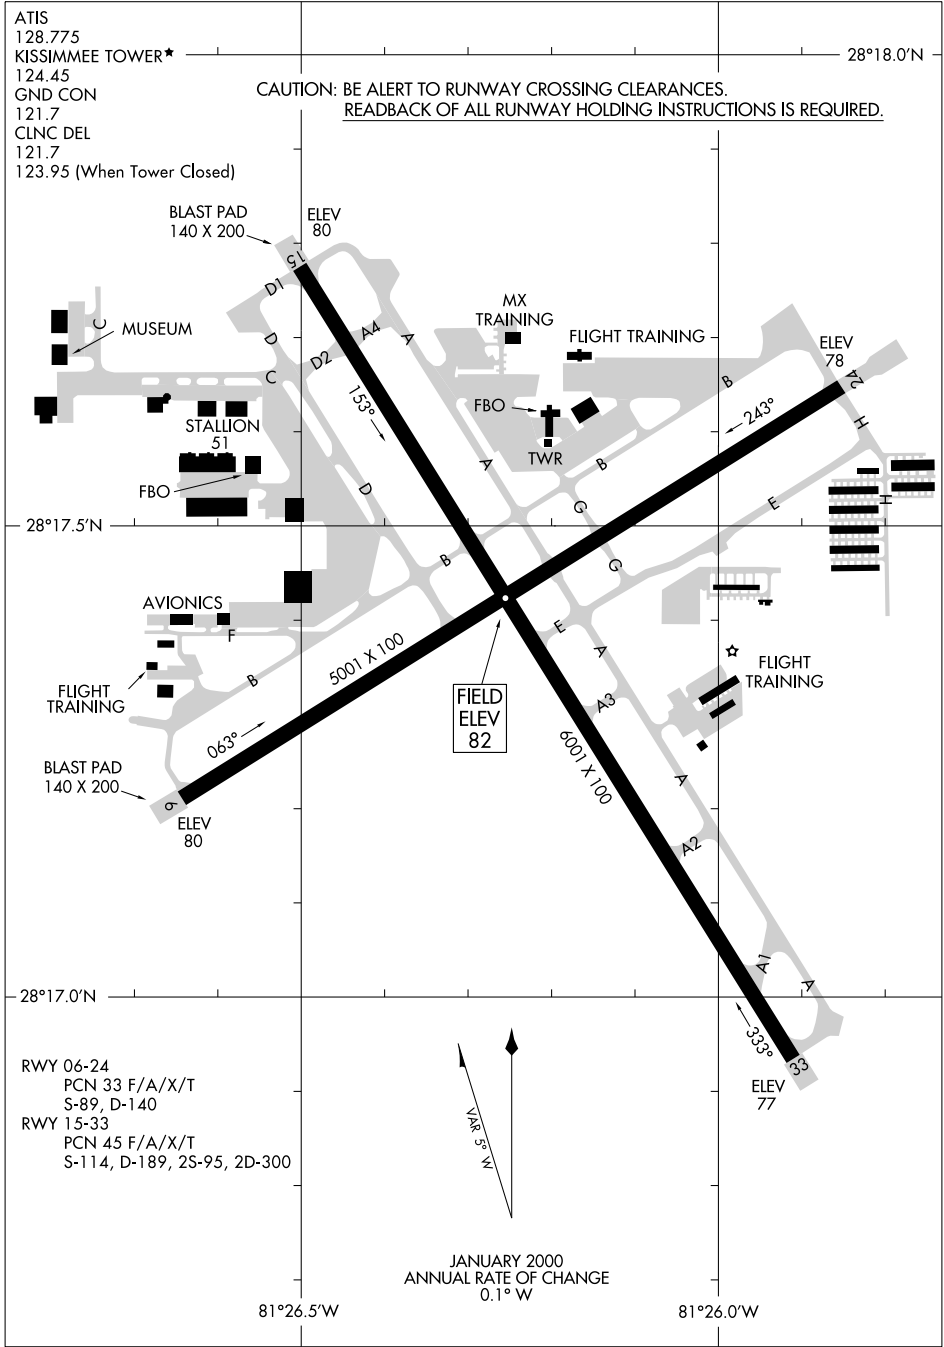 ATIS
128.775
KISSIMMEE TOWER★
124.45
GND CON
121.7
CLNC DEL
121.7
123.95 (When Tower Closed)
28°18.0'N
CAUTION: BE ALERT TO RUNWAY CROSSING CLEARANCES.
READBACK OF ALL RUNWAY HOLDING INSTRUCTIONS IS REQUIRED.
BLAST PAD
140 X 200
ELEV
80
15
D1
A4
A
D
D2
C
C
MUSEUM
MX
TRAINING
FLIGHT TRAINING
ELEV
78
24
B
H
153°
243°
FBO
TWR
STALLION
51
FBO
A
B
D
G
E
H
28°17.5'N
B
G
AVIONICS
F
E
A
5001 X 100
B
FLIGHT
TRAINING
FLIGHT
TRAINING
FIELD
ELEV
82
A3
063°
6001 X 100
BLAST PAD
140 X 200
6
ELEV
80
A
A2
A1
A
28°17.0'N
333°
33
ELEV
77
RWY 06-24
PCN 33 F/A/X/T
S-89, D-140
RWY 15-33
PCN 45 F/A/X/T
S-114, D-189, 2S-95, 2D-300
VAR 5° W
JANUARY 2000
ANNUAL RATE OF CHANGE
0.1° W
81°26.5'W
81°26.0'W